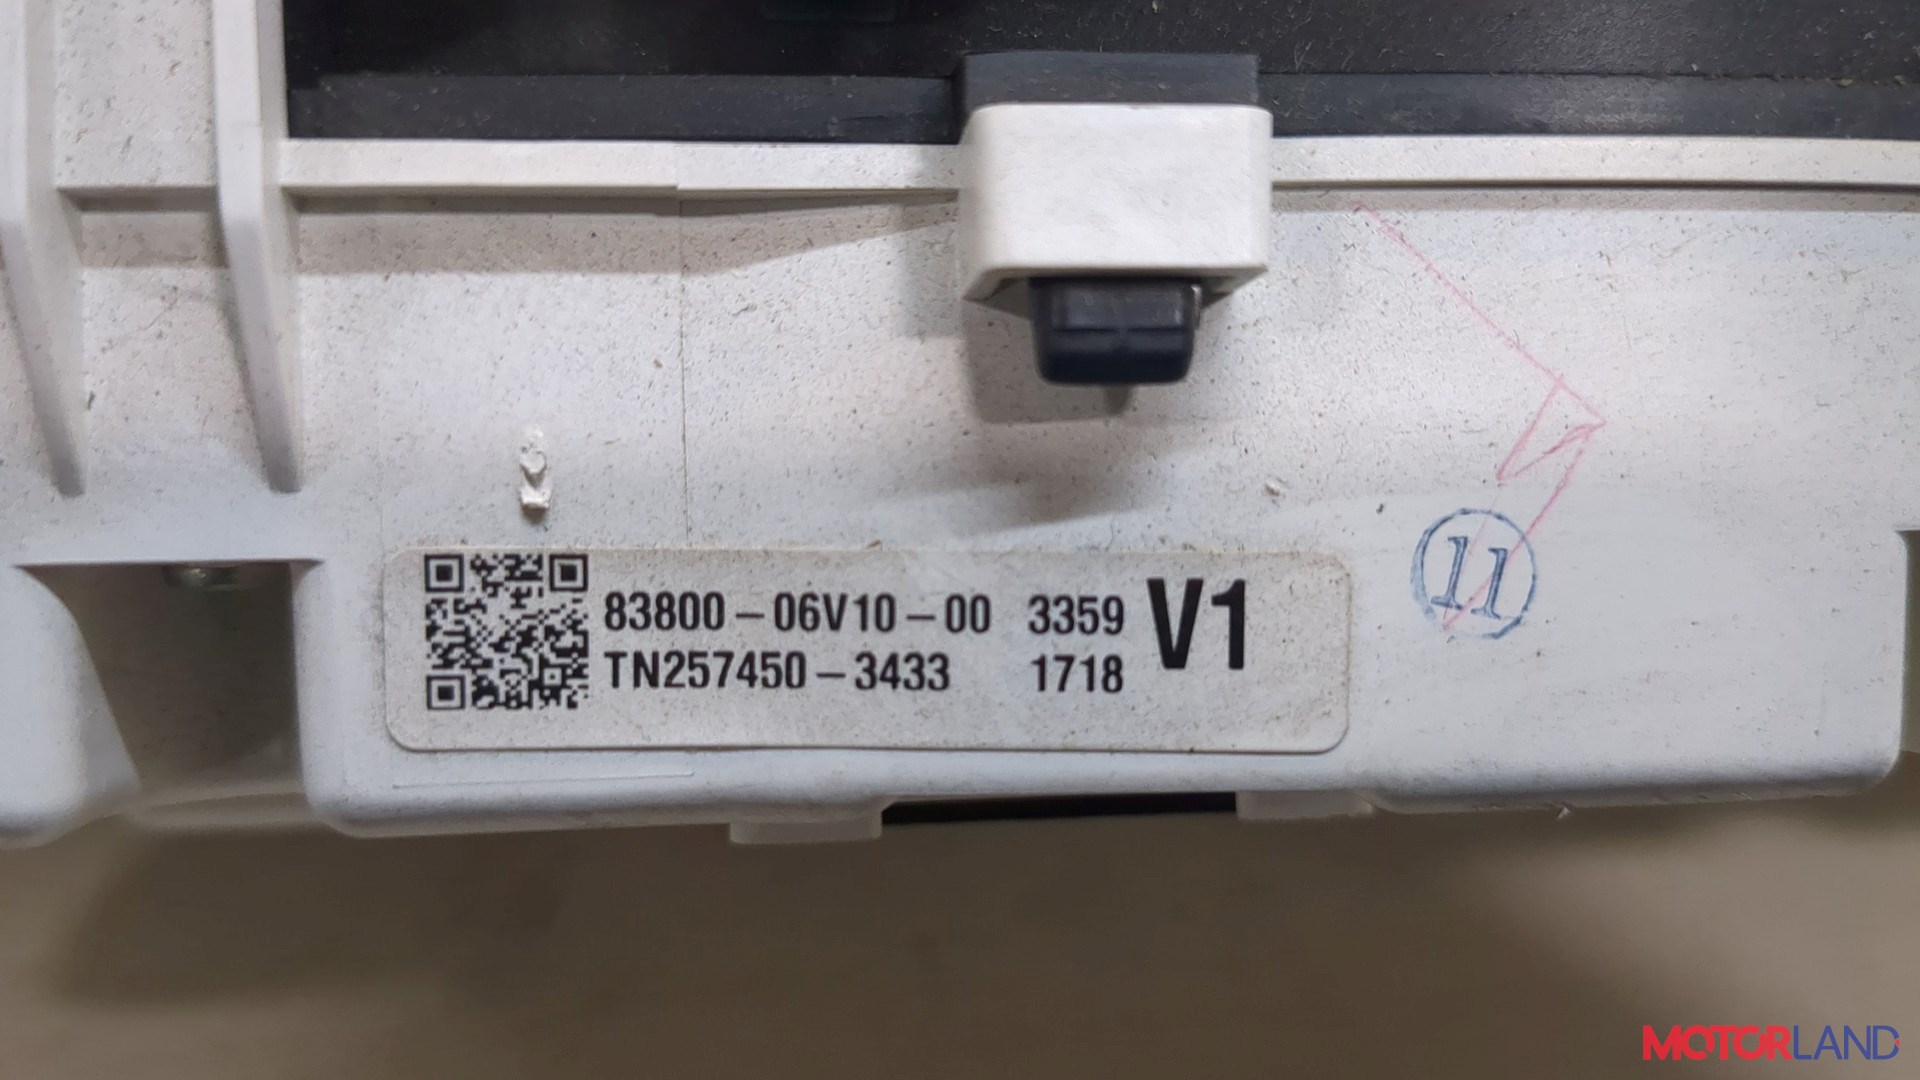 83800-06V10-00 3359 V1
TN257450-3433 1718
11
MOTORLAND